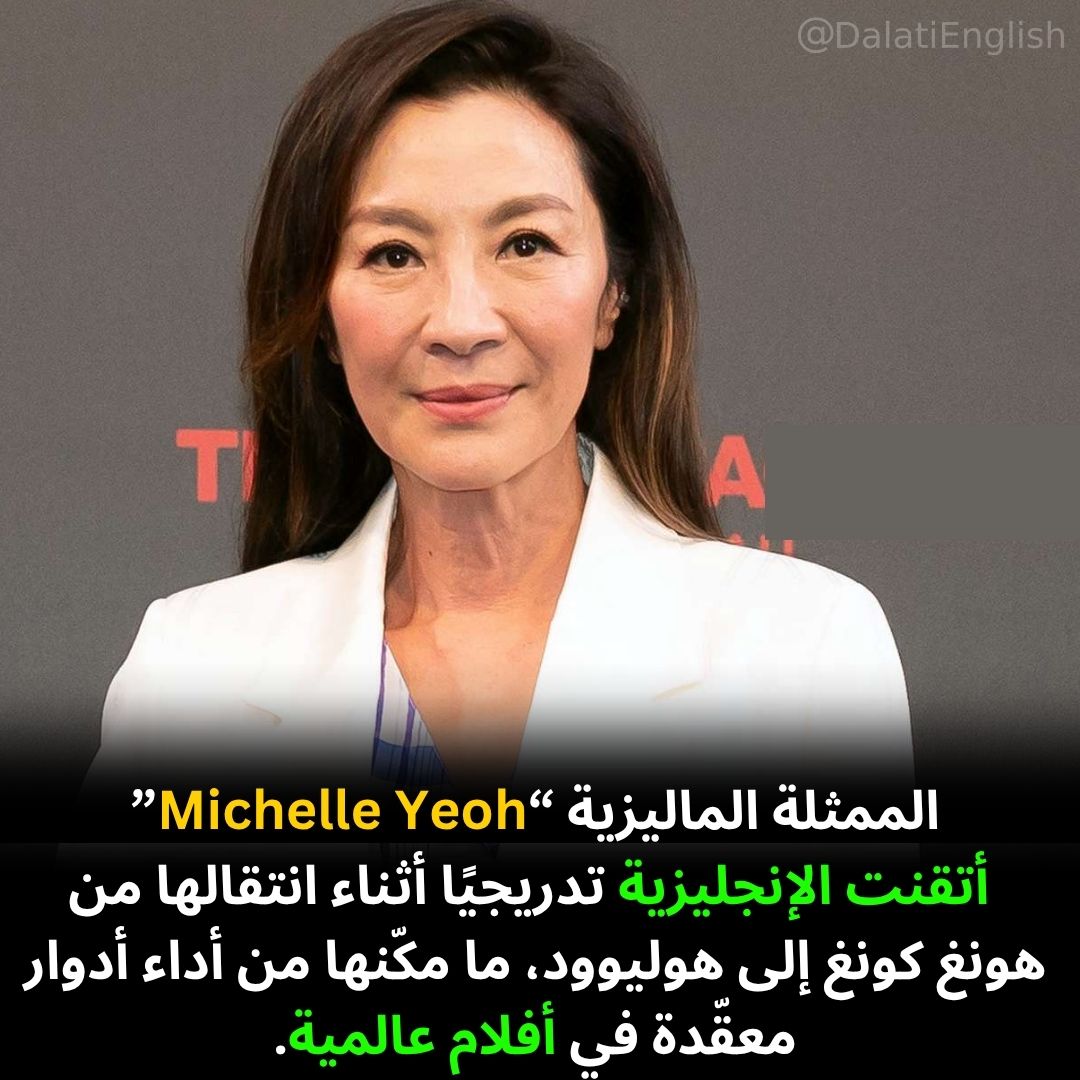 @DalatiEnglish
الممثلة الماليزية “Michelle Yeoh”
أتقنت الإنجليزية تدريجيًا أثناء انتقالها من
هونغ كونغ إلى هوليوود، ما مكّنها من أداء أدوار
معقّدة في أفلام عالمية.